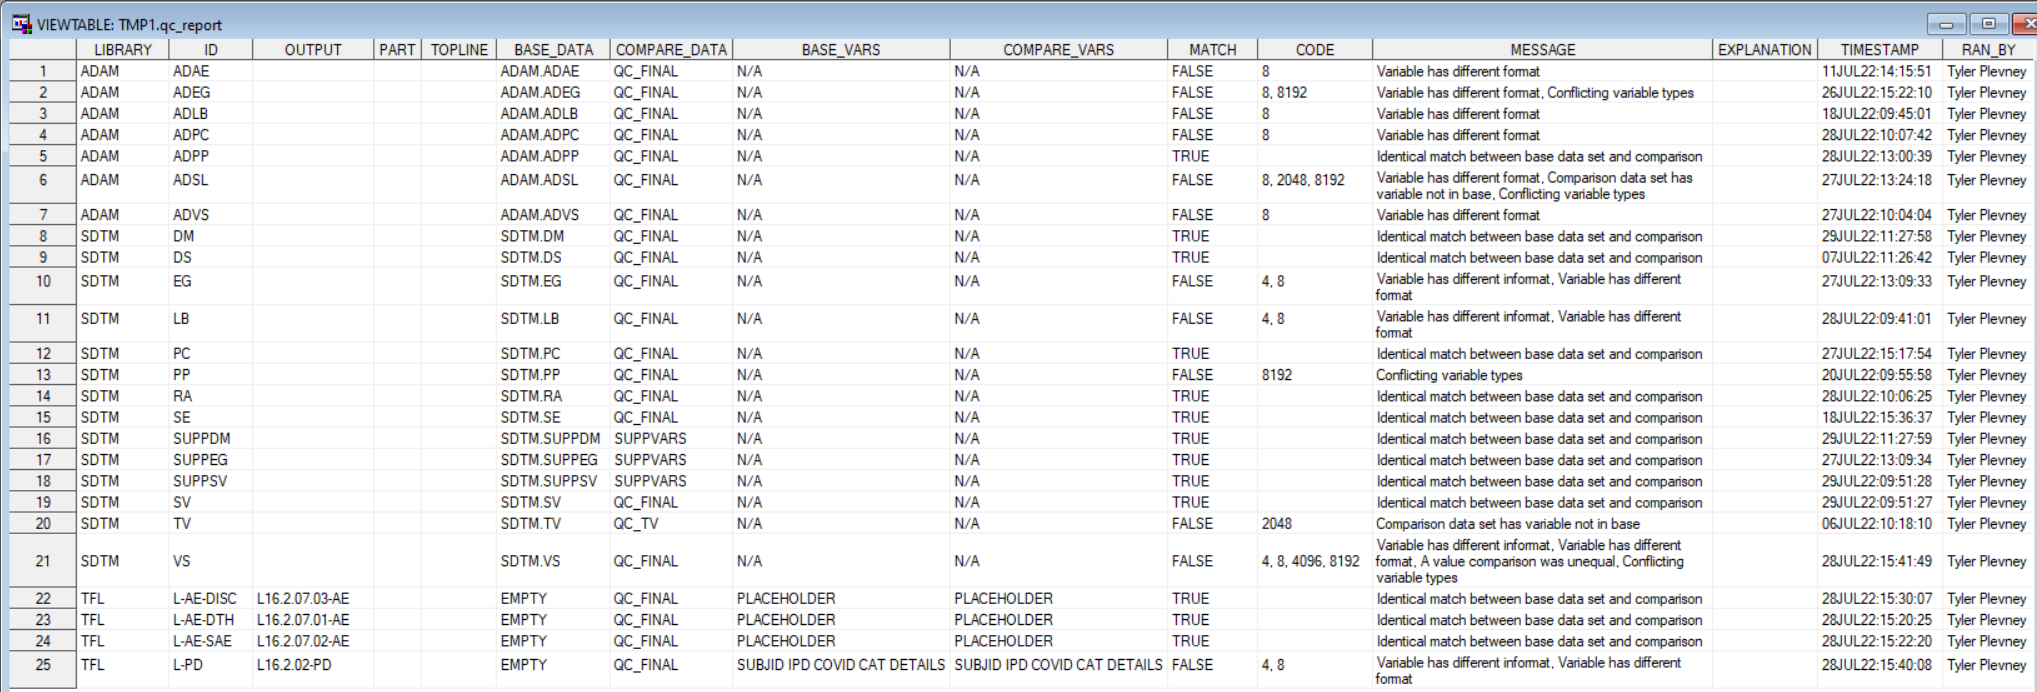 VIEWTABLE: TMP1.qc_report
LIBRARY ID OUTPUT PART TOPLINE BASE_DATA COMPARE_DATA BASE_VARS COMPARE_VARS MATCH CODE MESSAGE EXPLANATION TIMESTAMP RAN_BY
1 ADAM ADAE ADAM.ADAE QC_FINAL N/A N/A FALSE 8 Variable has different format 11JUL22:14:15:51 Tyler Plevney
2 ADAM ADEG ADAM.ADEG QC_FINAL N/A N/A FALSE 8, 8192 Variable has different format, Conflicting variable types 26JUL22:15:22:10 Tyler Plevney
3 ADAM ADLB ADAM.ADLB QC_FINAL N/A N/A FALSE 8 Variable has different format 18JUL22:09:45:01 Tyler Plevney
4 ADAM ADPC ADAM.ADPC QC_FINAL N/A N/A FALSE 8 Variable has different format 28JUL22:10:07:42 Tyler Plevney
5 ADAM ADPP ADAM.ADPP QC_FINAL N/A N/A TRUE Identical match between base data set and comparison 28JUL22:13:00:39 Tyler Plevney
6 ADAM ADSL ADAM.ADSL QC_FINAL N/A N/A FALSE 8, 2048, 8192 Variable has different format, Comparison data set has 27JUL22:13:24:18 Tyler Plevney
variable not in base, Conflicting variable types
7 ADAM ADVS ADAM.ADVS QC_FINAL N/A N/A FALSE 8 Variable has different format 27JUL22:10:04:04 Tyler Plevney
8 SDTM DM SDTM.DM QC_FINAL N/A N/A TRUE Identical match between base data set and comparison 29JUL22:11:27:58 Tyler Plevney
9 SDTM DS SDTM.DS QC_FINAL N/A N/A TRUE Identical match between base data set and comparison 07JUL22:11:26:42 Tyler Plevney
10 SDTM EG SDTM.EG QC_FINAL N/A N/A FALSE 4, 8 Variable has different informat, Variable has different 27JUL22:13:09:33 Tyler Plevney
format
11 SDTM LB SDTM.LB QC_FINAL N/A N/A FALSE 4, 8 Variable has different informat, Variable has different 28JUL22:09:41:01 Tyler Plevney
format
12 SDTM PC SDTM.PC QC_FINAL N/A N/A TRUE Identical match between base data set and comparison 27JUL22:15:17:54 Tyler Plevney
13 SDTM PP SDTM.PP QC_FINAL N/A N/A FALSE 8192 Conflicting variable types 20JUL22:09:55:58 Tyler Plevney
14 SDTM RA SDTM.RA QC_FINAL N/A N/A TRUE Identical match between base data set and comparison 28JUL22:10:06:25 Tyler Plevney
15 SDTM SE SDTM.SE QC_FINAL N/A N/A TRUE Identical match between base data set and comparison 18JUL22:15:36:37 Tyler Plevney
16 SDTM SUPPDM SDTM.SUPPDM SUPPVARS N/A N/A TRUE Identical match between base data set and comparison 29JUL22:11:27:59 Tyler Plevney
17 SDTM SUPPEG SDTM.SUPPEG SUPPVARS N/A N/A TRUE Identical match between base data set and comparison 27JUL22:13:09:34 Tyler Plevney
18 SDTM SUPPSV SDTM.SUPPSV SUPPVARS N/A N/A TRUE Identical match between base data set and comparison 29JUL22:09:51:28 Tyler Plevney
19 SDTM SV SDTM.SV QC_FINAL N/A N/A TRUE Identical match between base data set and comparison 29JUL22:09:51:27 Tyler Plevney
20 SDTM TV SDTM.TV QC_TV N/A N/A FALSE 2048 Comparison data set has variable not in base 06JUL22:10:18:10 Tyler Plevney
21 SDTM VS SDTM.VS QC_FINAL N/A N/A FALSE 4, 8, 4096, 8192 Variable has different informat, Variable has different 28JUL22:15:41:49 Tyler Plevney
format, A value comparison was unequal, Conflicting
variable types
22 TFL L-AE-DISC L16.2.07.03-AE EMPTY QC_FINAL PLACEHOLDER PLACEHOLDER TRUE Identical match between base data set and comparison 28JUL22:15:30:07 Tyler Plevney
23 TFL L-AE-DTH L16.2.07.01-AE EMPTY QC_FINAL PLACEHOLDER PLACEHOLDER TRUE Identical match between base data set and comparison 28JUL22:15:20:25 Tyler Plevney
24 TFL L-AE-SAE L16.2.07.02-AE EMPTY QC_FINAL PLACEHOLDER PLACEHOLDER TRUE Identical match between base data set and comparison 28JUL22:15:22:20 Tyler Plevney
25 TFL L-PD L16.2.02-PD EMPTY QC_FINAL SUBJID IPD COVID CAT DETAILS SUBJID IPD COVID CAT DETAILS FALSE 4, 8 Variable has different informat, Variable has different 28JUL22:15:40:08 Tyler Plevney
format